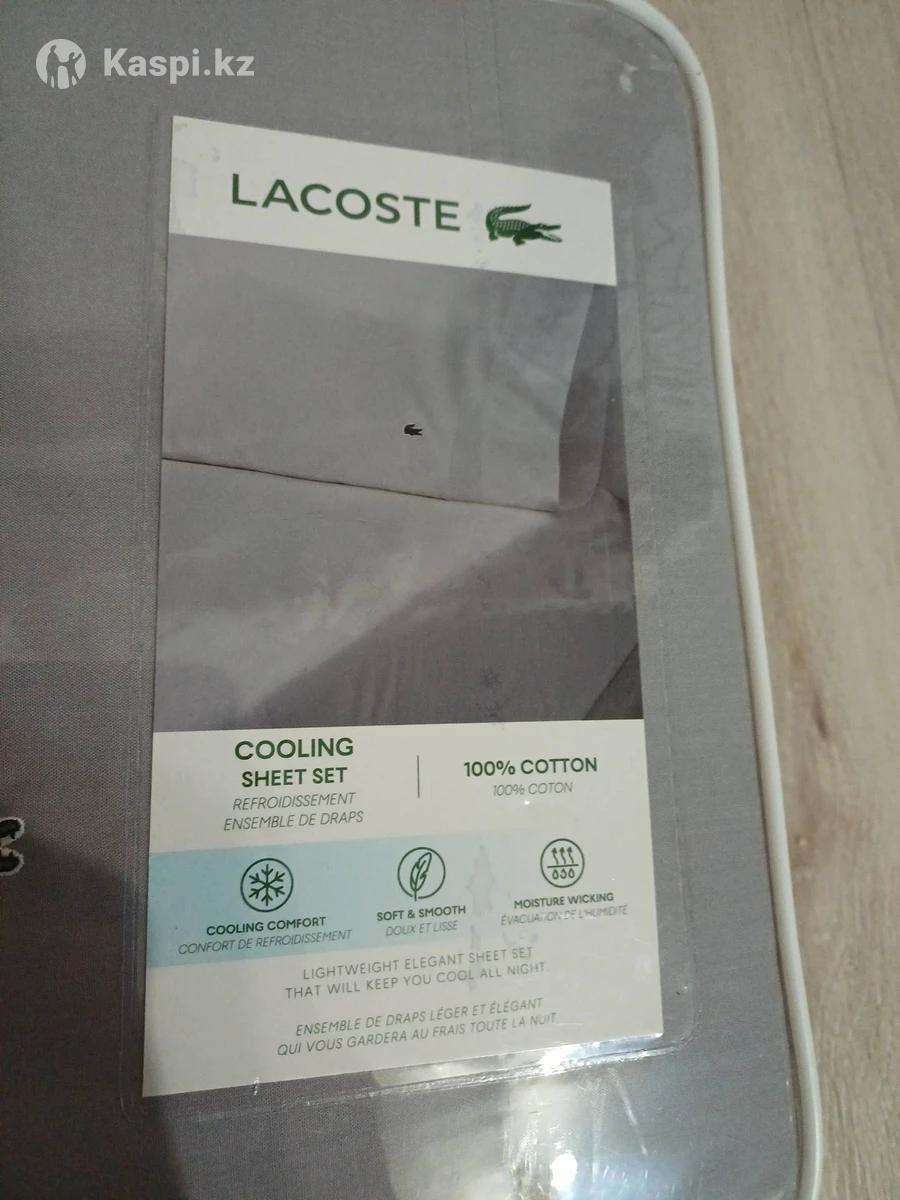 Kaspi.kz
LACOSTE
COOLING
SHEET SET
REFROIDISSEMENT
ENSEMBLE DE DRAPS
100% COTTON
100% COTON
COOLING COMFORT
CONFORT DE REFROIDISSEMENT
SOFT & SMOOTH
DOUX ET LISSE
MOISTURE WICKING
ÉVACUATION DE L'HUMIDITÉ
LIGHTWEIGHT ELEGANT SHEET SET
THAT WILL KEEP YOU COOL ALL NIGHT.
ENSEMBLE DE DRAPS LÉGER ET ÉLÉGANT
QUI VOUS GARDERA AU FRAIS TOUTE LA NUIT.